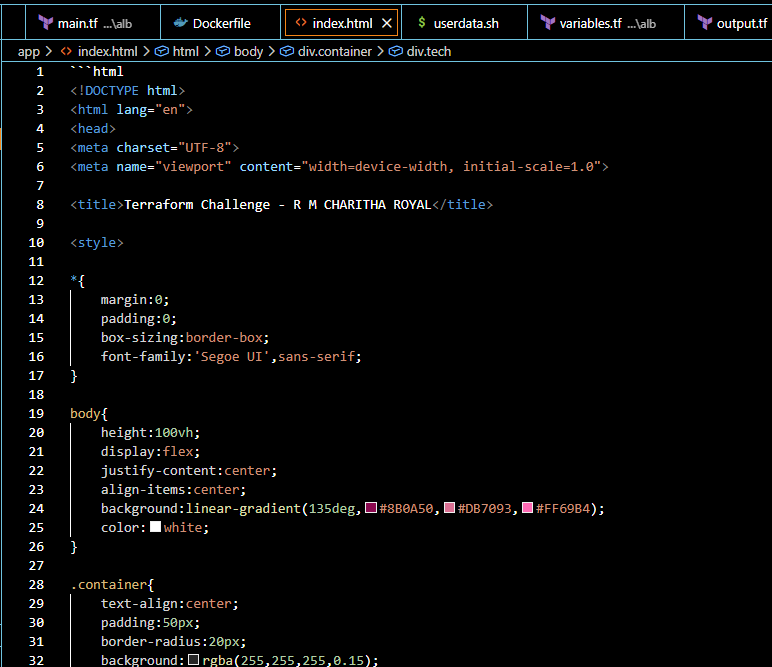 main.tf ...\alb Dockerfile index.html userdata.sh variables.tf ...\alb output.tf
app > index.html > html > body > div.container > div.tech
1 ```html
2 <!DOCTYPE html>
3 <html lang="en">
4 <head>
5 <meta charset="UTF-8">
6 <meta name="viewport" content="width=device-width, initial-scale=1.0">
7
8 <title>Terraform Challenge - R M CHARITHA ROYAL</title>
9
10 <style>
11
12 *{
13 margin:0;
14 padding:0;
15 box-sizing:border-box;
16 font-family:'Segoe UI',sans-serif;
17 }
18
19 body{
20 height:100vh;
21 display:flex;
22 justify-content:center;
23 align-items:center;
24 background:linear-gradient(135deg,#8B0A50,#DB7093,#FF69B4);
25 color:white;
26 }
27
28 .container{
29 text-align:center;
30 padding:50px;
31 border-radius:20px;
32 background:rgba(255,255,255,0.15);